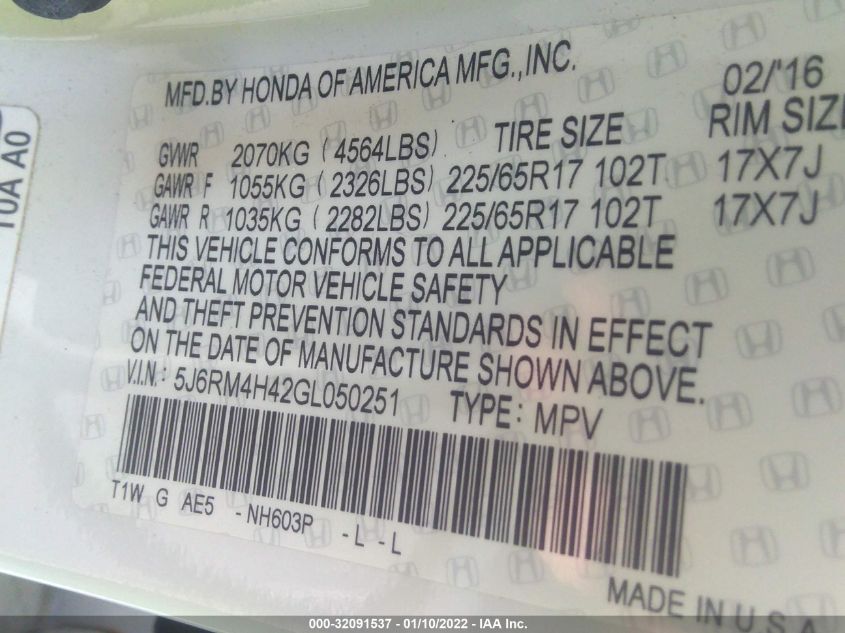 MFD.BY HONDA OF AMERICA MFG.,INC. 02/'16
TIRE SIZE RIM SIZE
GVWR 2070KG (4564LBS)
GAWR F 1055KG (2326LBS) 225/65R17 102T 17X7J
GAWR R 1035KG (2282LBS) 225/65R17 102T 17X7J
THIS VEHICLE CONFORMS TO ALL APPLICABLE
FEDERAL MOTOR VEHICLE SAFETY
AND THEFT PREVENTION STANDARDS IN EFFECT
ON THE DATE OF MANUFACTURE SHOWN ABOVE.
V.I.N: 5J6RM4H42GL050251 TYPE: MPV
T1W G AE5 -NH603P -L -L
MADE IN U S A
10A A0
000-32091537 - 01/10/2022 - IAA Inc.